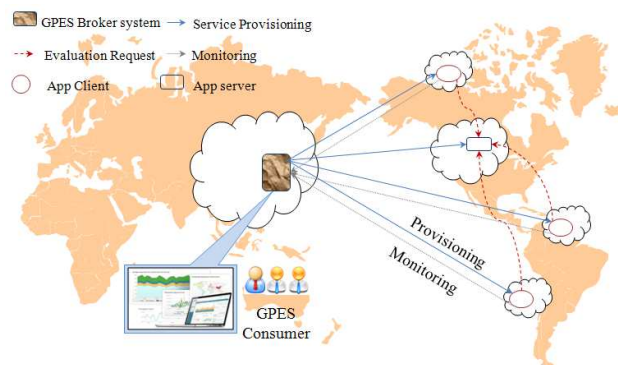 GPES Broker system
Service Provisioning
Evaluation Request
Monitoring
App Client
App server
Provisioning
Monitoring
GPES
Consumer